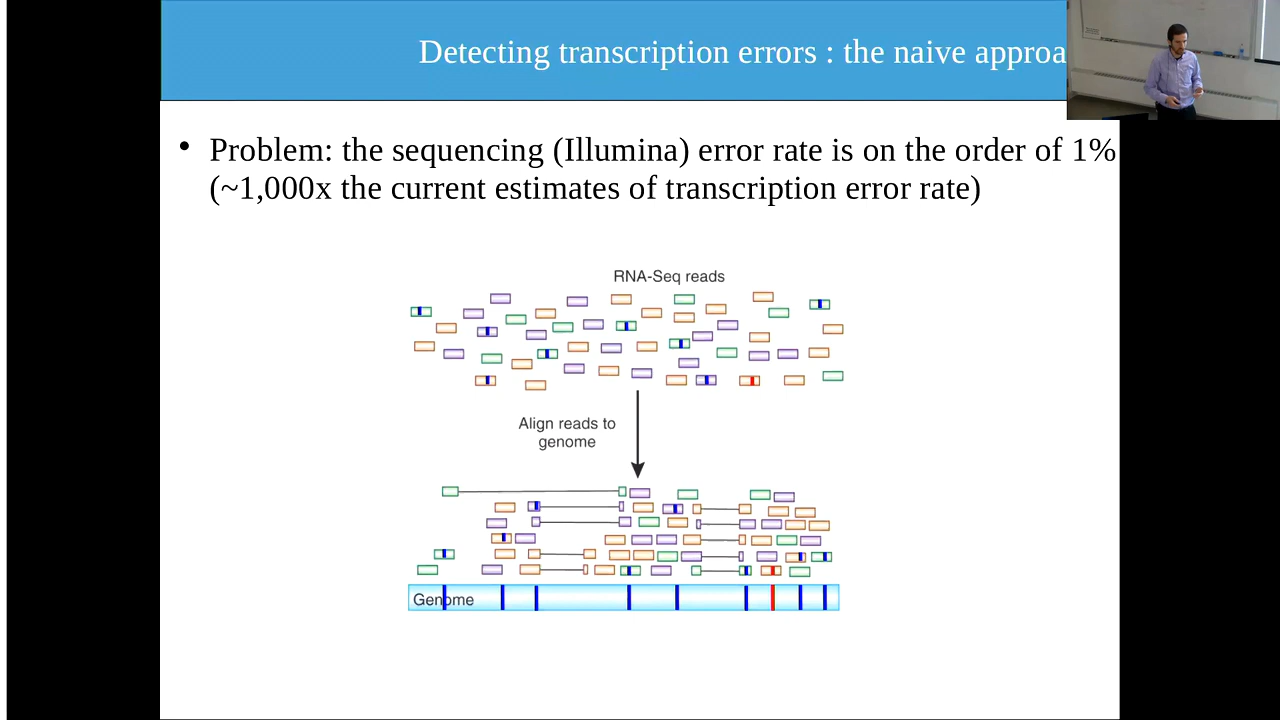 Detecting transcription errors : the naive approa
• Problem: the sequencing (Illumina) error rate is on the order of 1%
(~1,000x the current estimates of transcription error rate)
RNA-Seq reads
Align reads to
genome
Genome